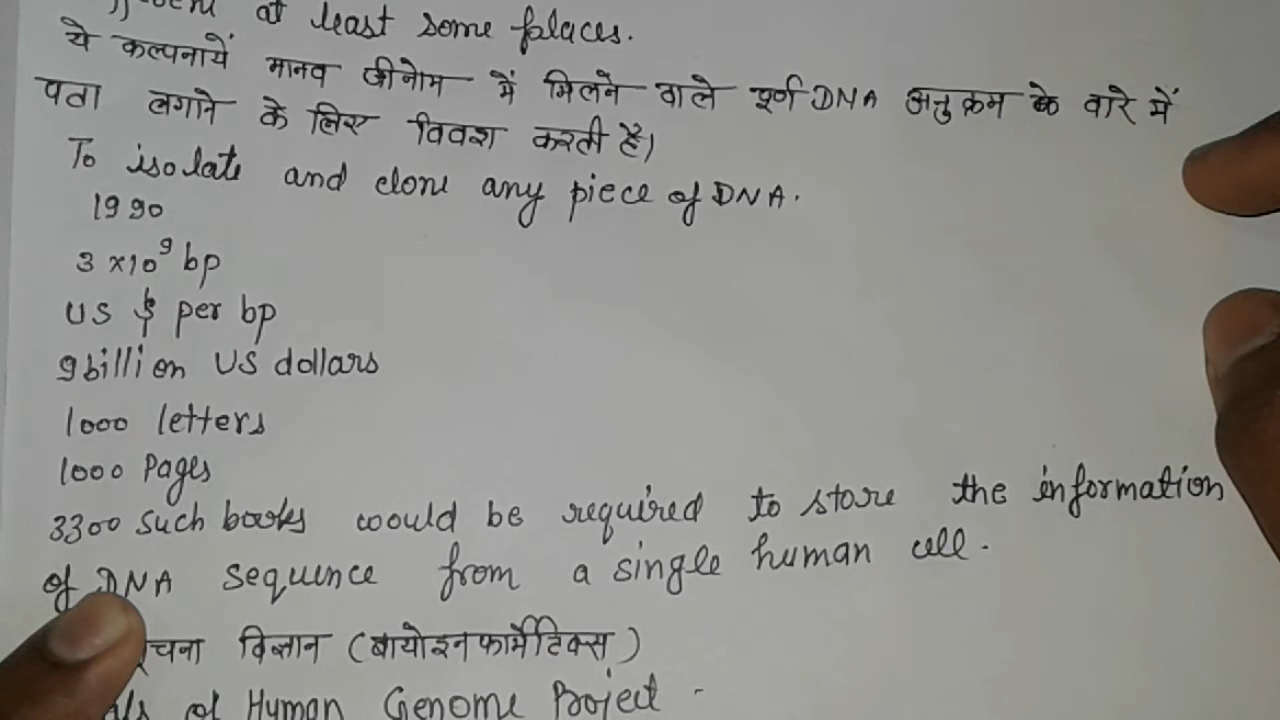 at least some falaces.
ये कल्पनायें मानव जीनोम में मिलने वाले पूर्ण DNA अनुक्रम के वारे में
पता लगाने के लिए विवश करती है।
To isolate and clone any piece of DNA.
1990
3 ×10⁹ bp
US $ per bp
9 billion US dollars
1000 letters
1000 Pages
3300 such books would be required to store the information
of DNA sequence from a single human cell.
विज्ञान (बायोइनफार्मेटिक्स)
of Human Genome Project -